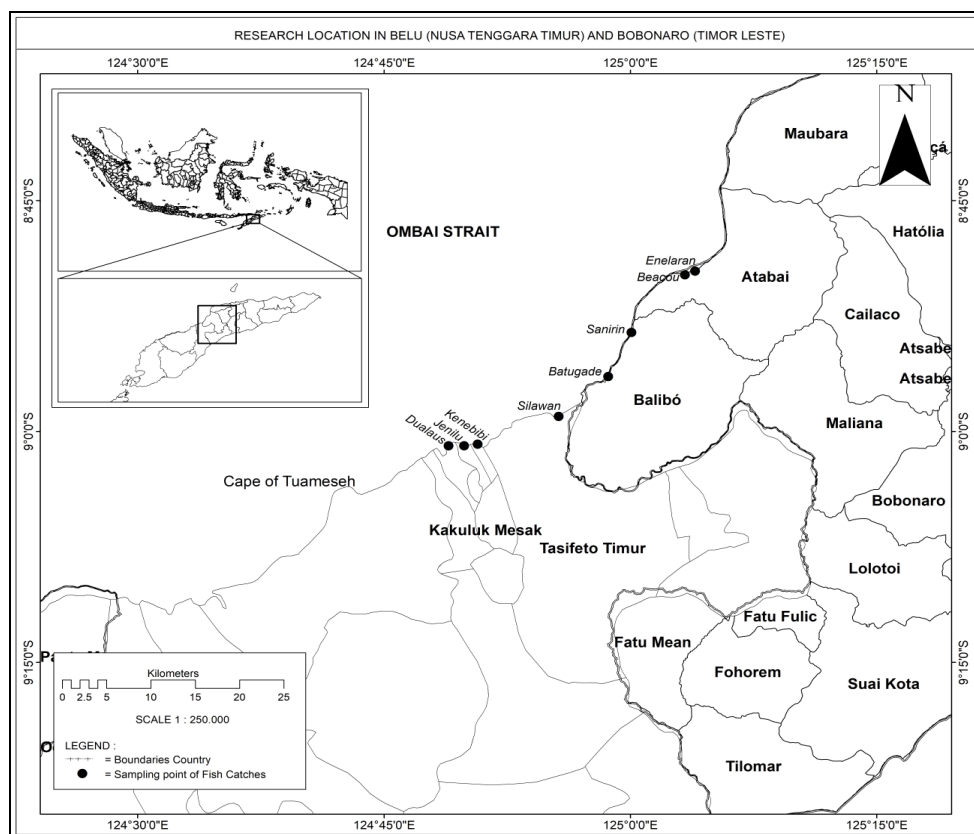 RESEARCH LOCATION IN BELU (NUSA TENGGARA TIMUR) AND BOBONARO (TIMOR LESTE)
124°30'0"E 124°45'0"E 125°0'0"E 125°15'0"E
N
Maubara
çá
8°45'0"S 8°45'0"S
OMBAI STRAIT
Hatólia
Enelaran
Beacou
Atabai
Cailaco
Sanirin
Atsabe
Batugade
Atsabe
Balibó
Silawan
Maliana
Kenebibi
Jenilu
Dualaus
9°0'0"S 9°0'0"S
Cape of Tuameseh
Bobonaro
Kakuluk Mesak
Tasifeto Timur
Lolotoi
Fatu Fulic
Fatu Mean
9°15'0"S 9°15'0"S
Fohorem
Suai Kota
Kilometers
0 2.5 5 10 15 20 25
SCALE 1 : 250.000
LEGEND :
= Boundaries Country
= Sampling point of Fish Catches
Tilomar
124°30'0"E 124°45'0"E 125°0'0"E 125°15'0"E